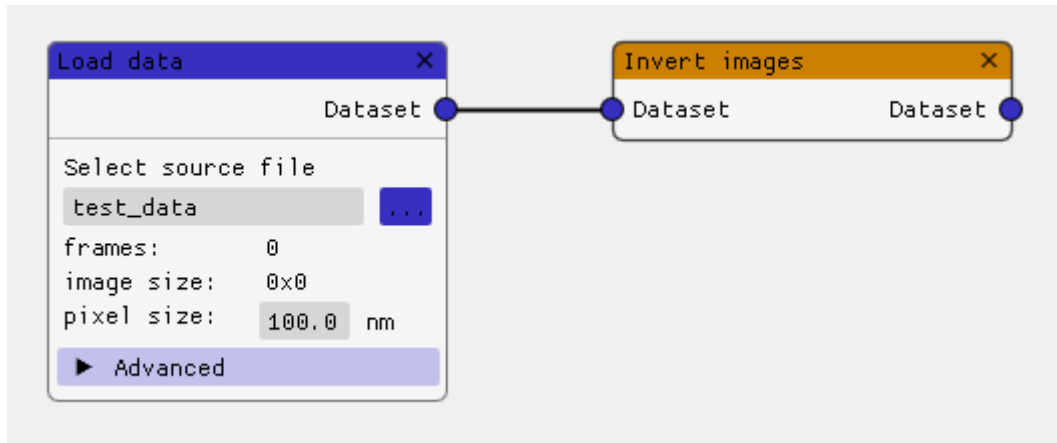 Load data ×
Dataset
Select source file
test_data ...
frames: 0
image size: 0x0
pixel size: 100.0 nm
▶ Advanced
Invert images ×
Dataset Dataset